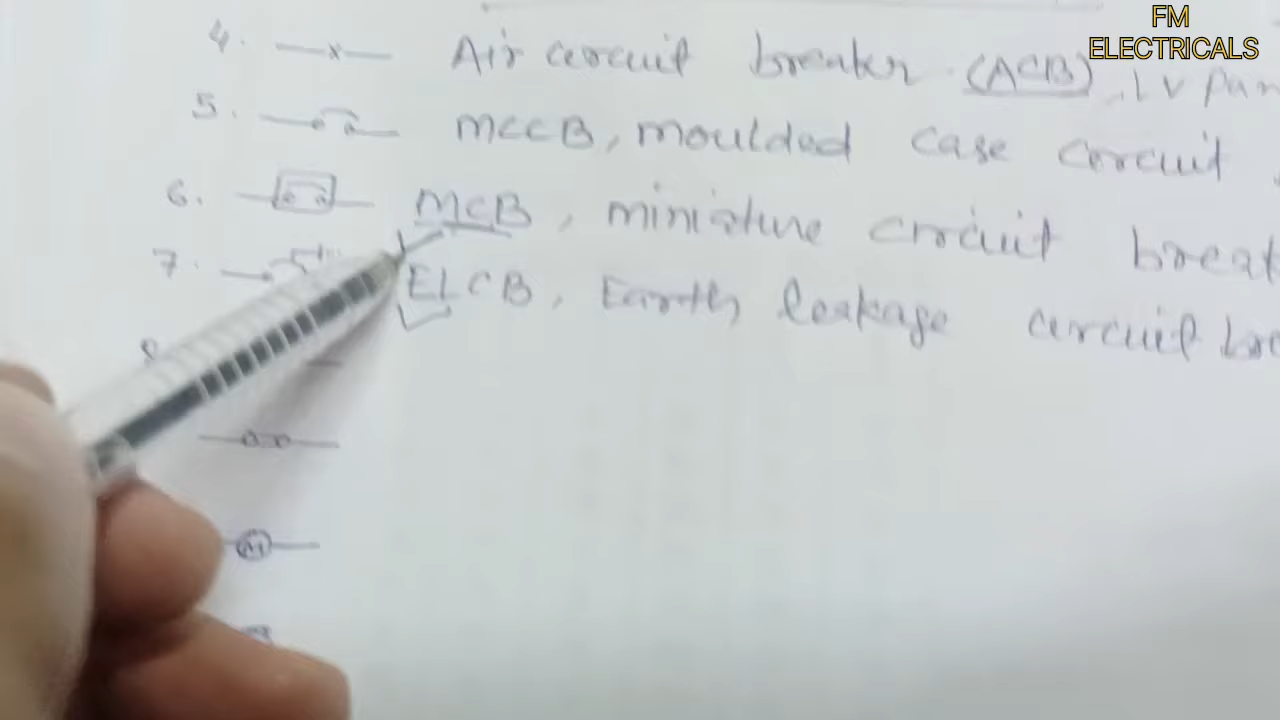 FM
ELECTRICALS
4. Air circuit breaker. (ACB), LV
5. MCCB, moulded case circuit
6. MCB, miniature circuit
7. ELCB, Earth leakage circuit
8
M